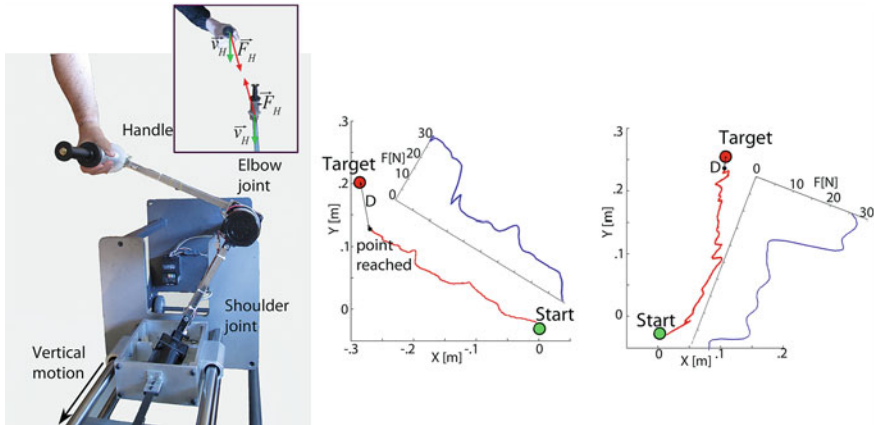 v_H F_H
F_H
v_H
Handle
Elbow
joint
Shoulder
joint
Vertical
motion
.3
.2
.1
0
Y [m]
-.3 -.2 -.1 0
X [m]
Target
D
point
reached
Start
F[N]
30
20
10
0
.3
.2
.1
0
Y [m]
0 .1 .2
X [m]
Target
D
Start
F[N]
0 10 20 30